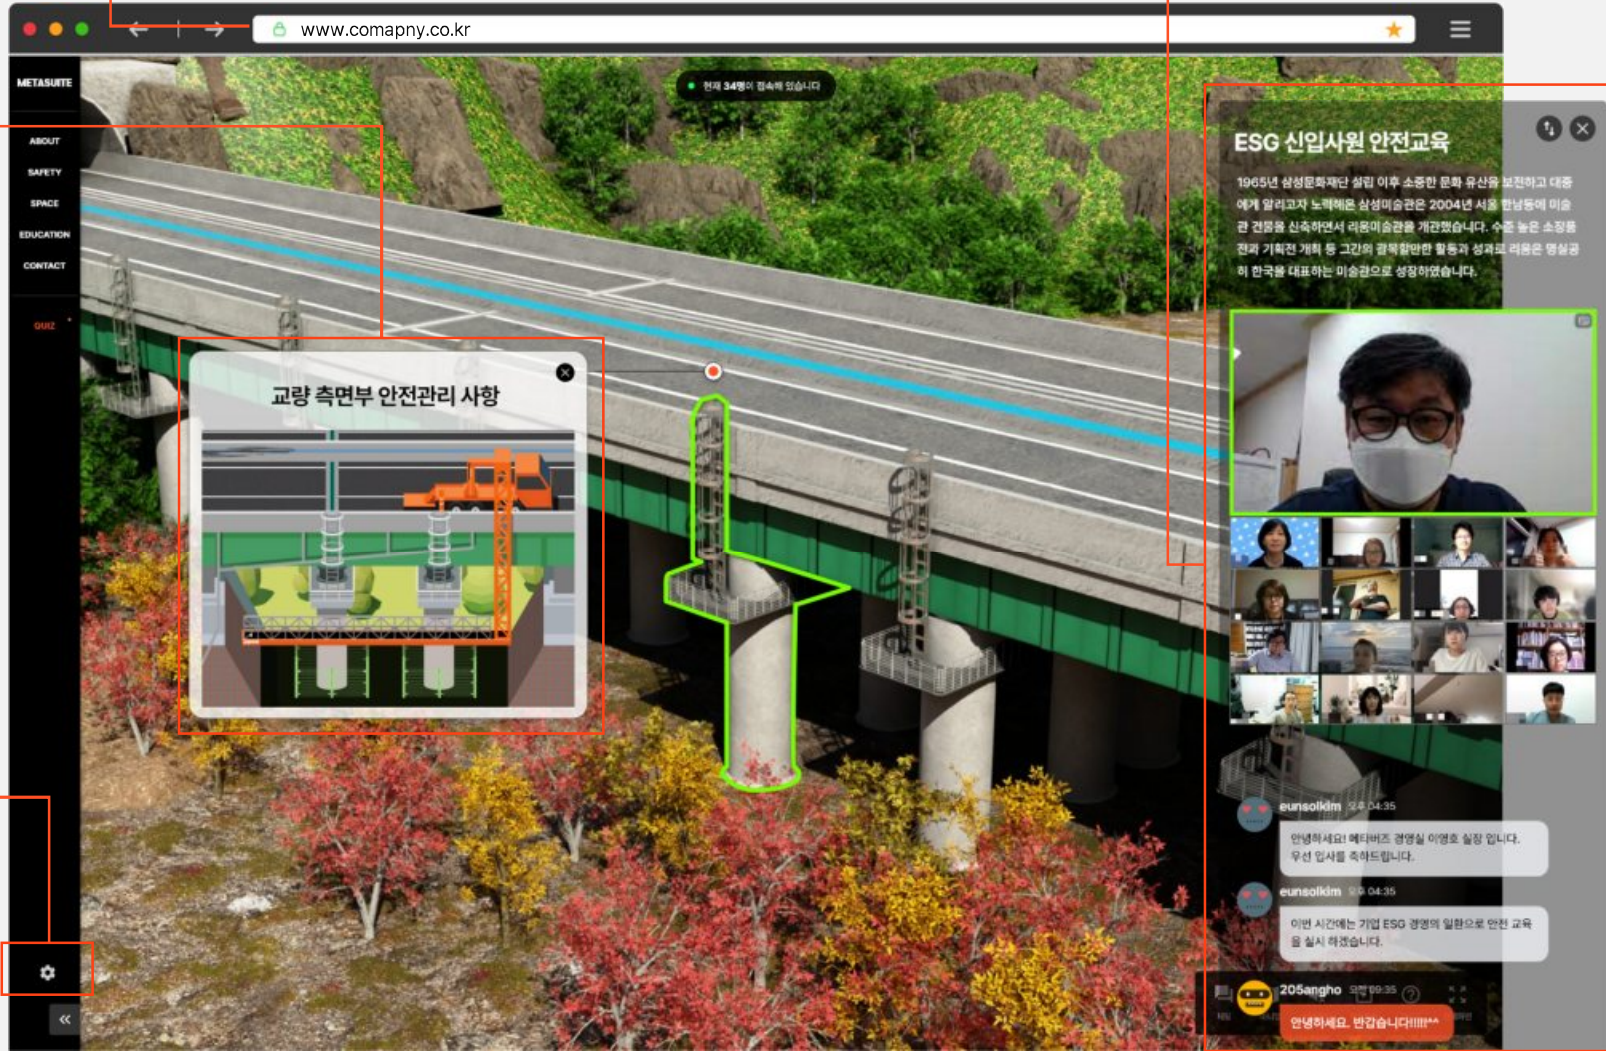 www.comapny.co.kr
METASUITE
ABOUT
SAFETY
SPACE
EDUCATION
CONTACT
QUIZ
현재 34명이 접속해 있습니다
교량 측면부 안전관리 사항
ESG 신입사원 안전교육
1965년 삼성문화재단 설립 이후 소중한 문화 유산을 보전하고 대중
에게 알리고자 노력해온 삼성미술관은 2004년 서울 한남동에 미술
관 건물을 신축하면서 리움미술관을 개관했습니다. 수준 높은 소장품
전과 기획전 개최 등 그간의 괄목할만한 활동과 성과로 리움은 명실공
히 한국을 대표하는 미술관으로 성장하였습니다.
eunsolkim 오후 04:35
안녕하세요! 메타버즈 경영실 이영호 실장 입니다.
우선 입사를 축하드립니다.
eunsolkim 오후 04:35
이번 시간에는 기업 ESG 경영의 일환으로 안전 교육
을 실시 하겠습니다.
205angho 오전 09:35
안녕하세요. 반갑습니다!!!!!^^